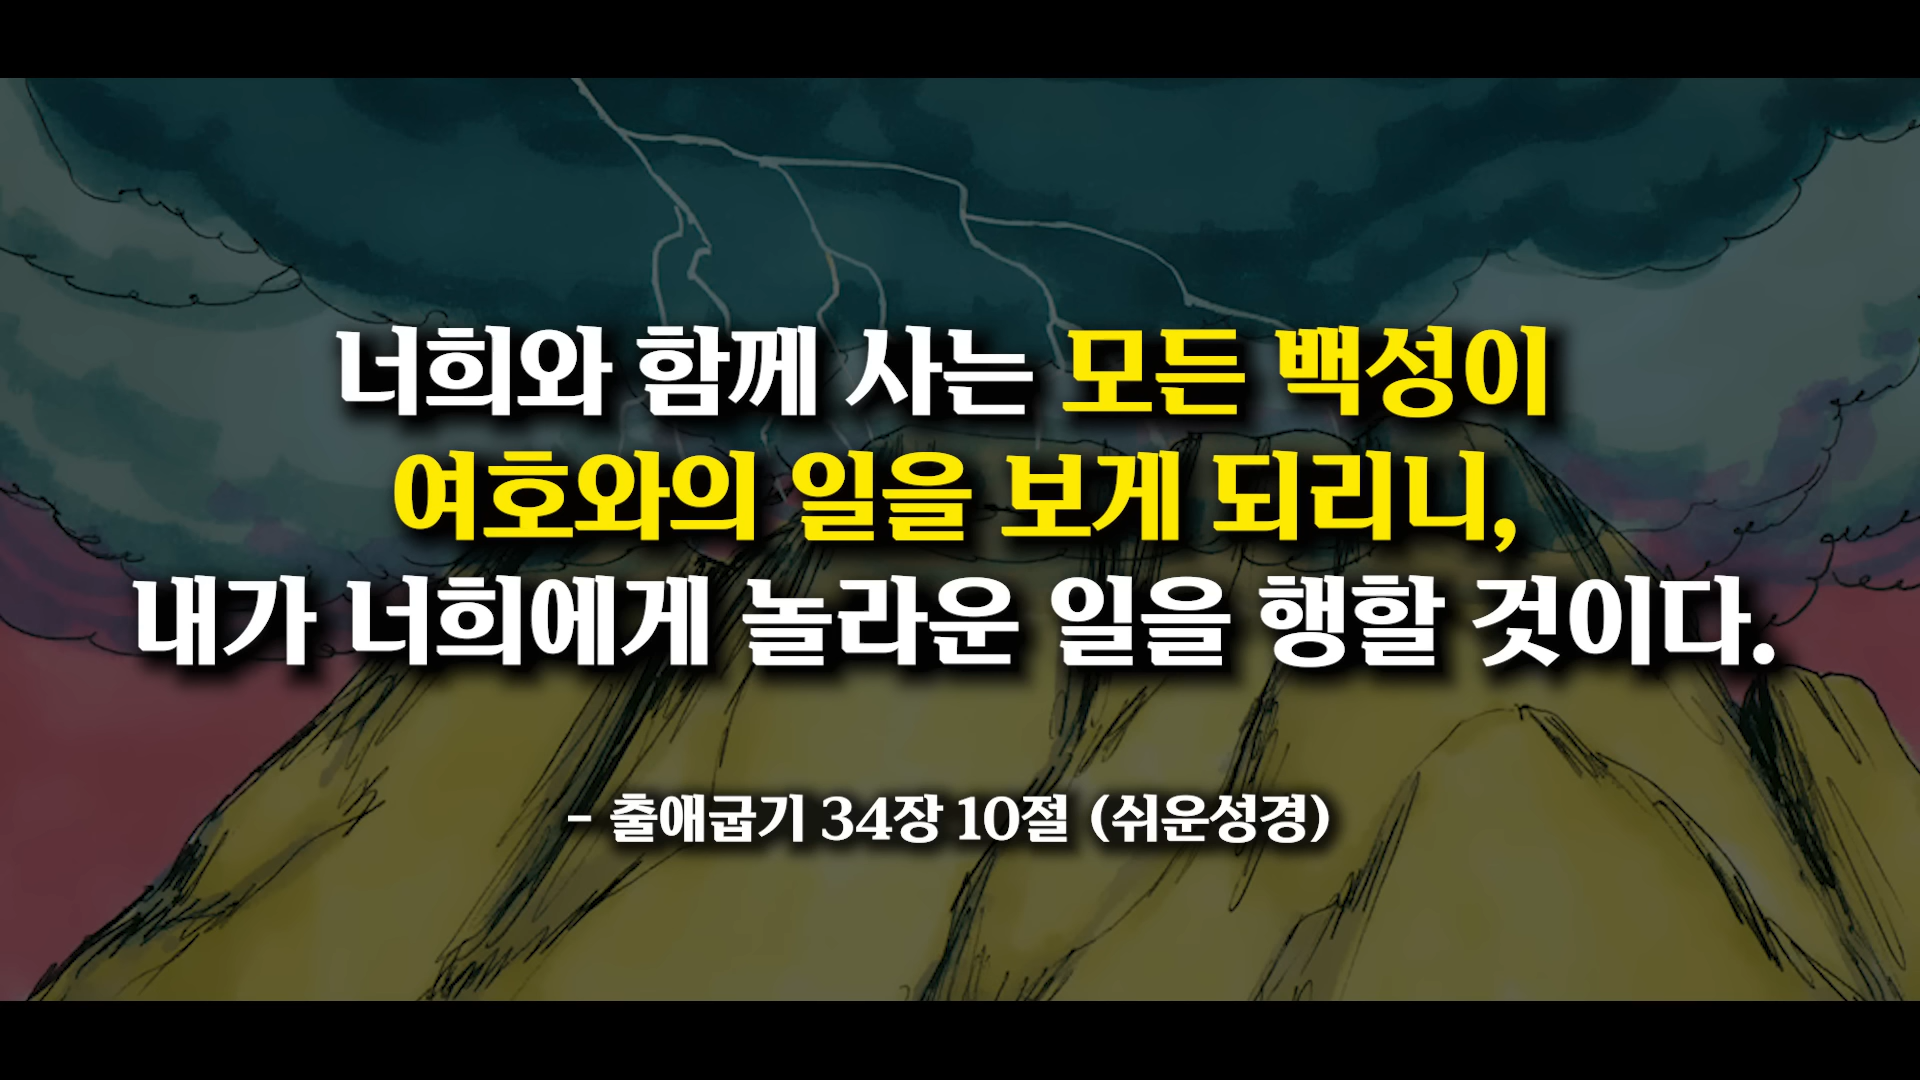 너희와 함께 사는 모든 백성이
여호와의 일을 보게 되리니,
내가 너희에게 놀라운 일을 행할 것이다.
- 출애굽기 34장 10절 (쉬운성경)